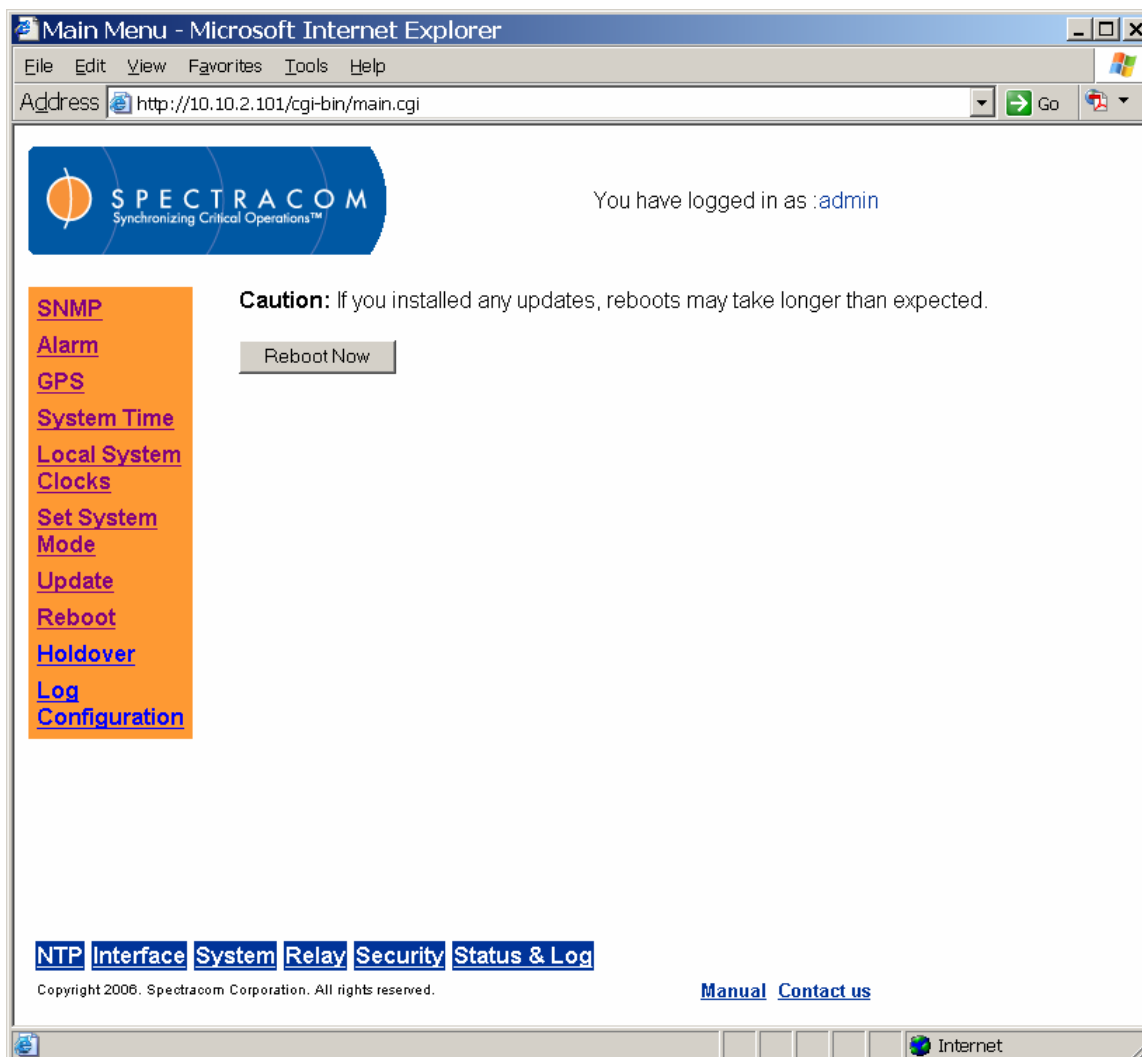 Main Menu - Microsoft Internet Explorer
File Edit View Favorites Tools Help
Address http://10.10.2.101/cgi-bin/main.cgi Go
SPECTRACOM
Synchronizing Critical Operations™
You have logged in as :admin
Caution: If you installed any updates, reboots may take longer than expected.
Reboot Now
SNMP
Alarm
GPS
System Time
Local System
Clocks
Set System
Mode
Update
Reboot
Holdover
Log
Configuration
NTP Interface System Relay Security Status & Log
Copyright 2006. Spectracom Corporation. All rights reserved.
Manual Contact us
Internet